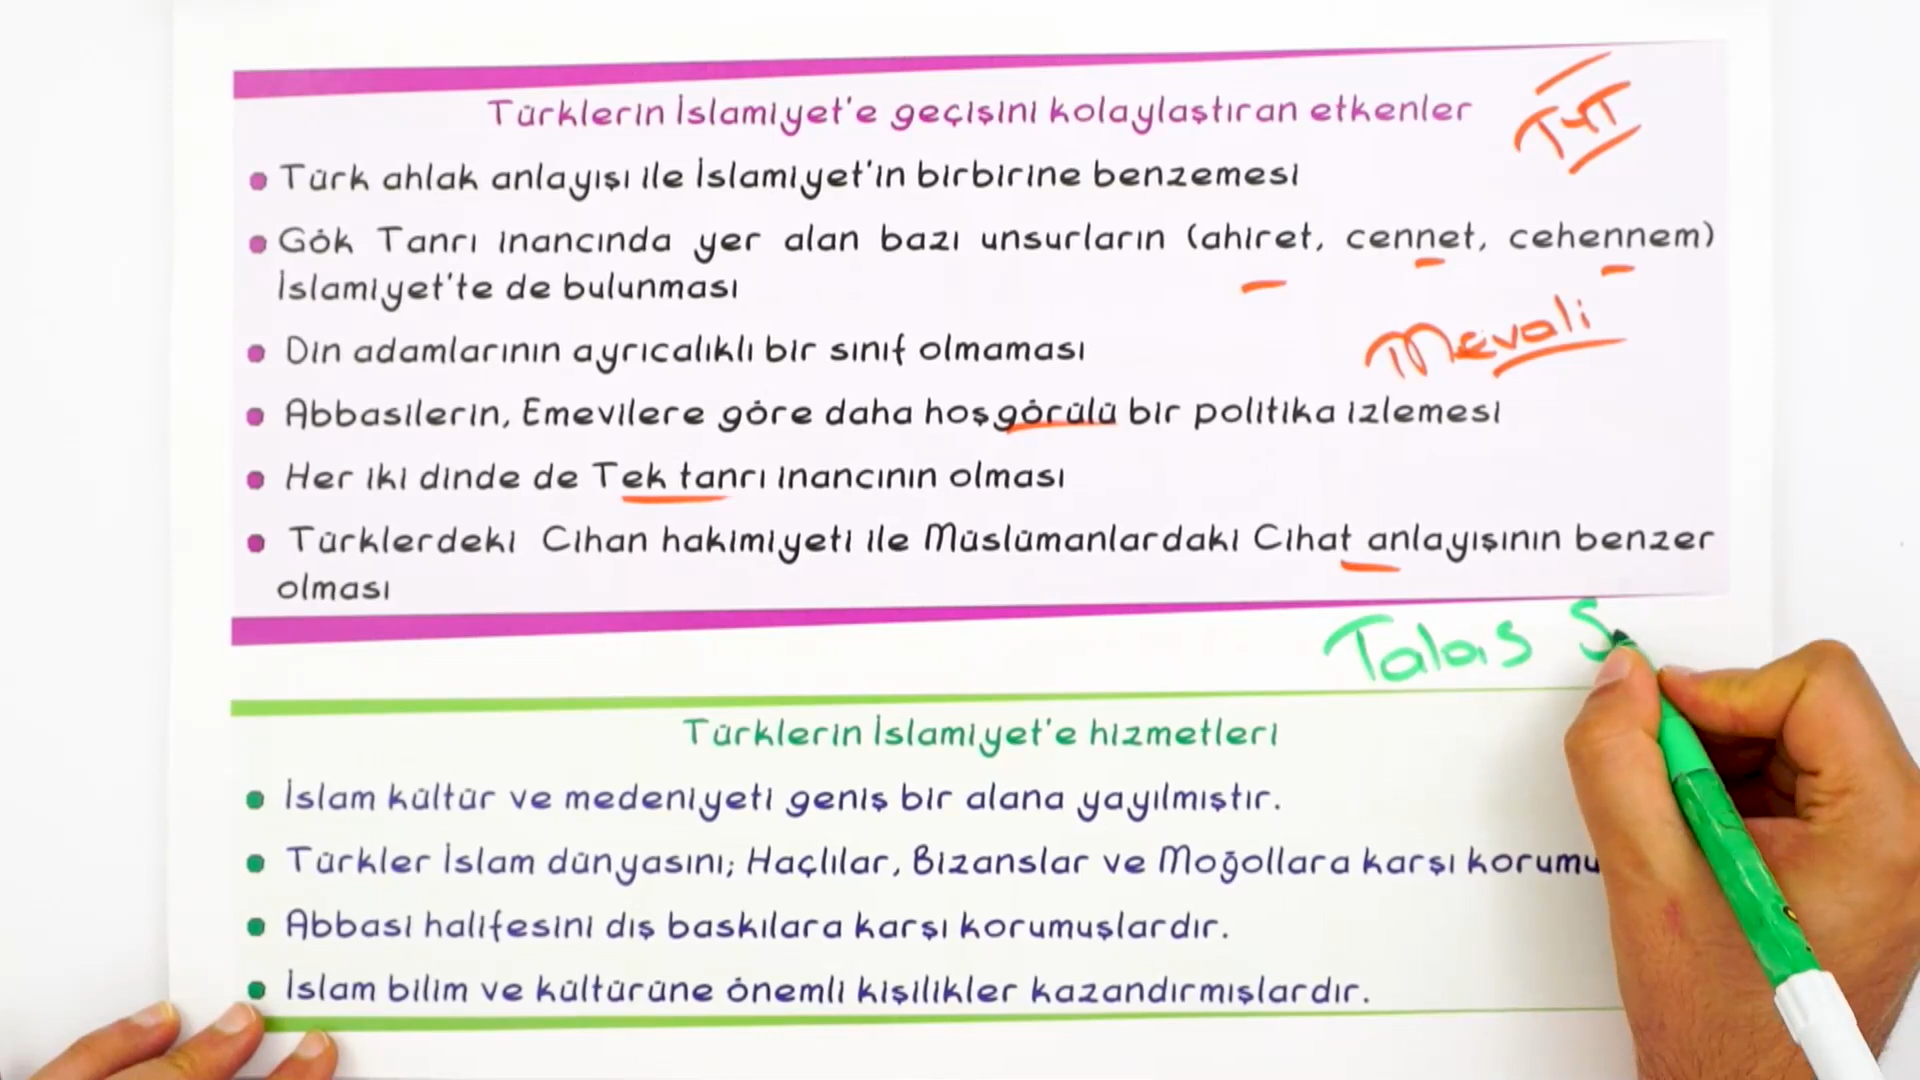 Türklerin İslamiyet'e geçişini kolaylaştıran etkenler
TYT
Türk ahlak anlayışı ile İslamiyet'in birbirine benzemesi
Gök Tanrı inancında yer alan bazı unsurların (ahiret, cennet, cehennem)
İslamiyet'te de bulunması
Mevali
Din adamlarının ayrıcalıklı bir sınıf olmaması
Abbasilerin, Emevilere göre daha hoşgörülü bir politika izlemesi
Her iki dinde de Tek tanrı inancının olması
Türklerdeki Cihan hakimiyeti ile Müslümanlardaki Cihat anlayışının benzer
olması
Talas S
Türklerin İslamiyet'e hizmetleri
İslam kültür ve medeniyeti geniş bir alana yayılmıştır.
Türkler İslam dünyasını; Haçlılar, Bizanslar ve Moğollara karşı korumu
Abbasi halifesini dış baskılara karşı korumuşlardır.
İslam bilim ve kültürüne önemli kişilikler kazandırmışlardır.